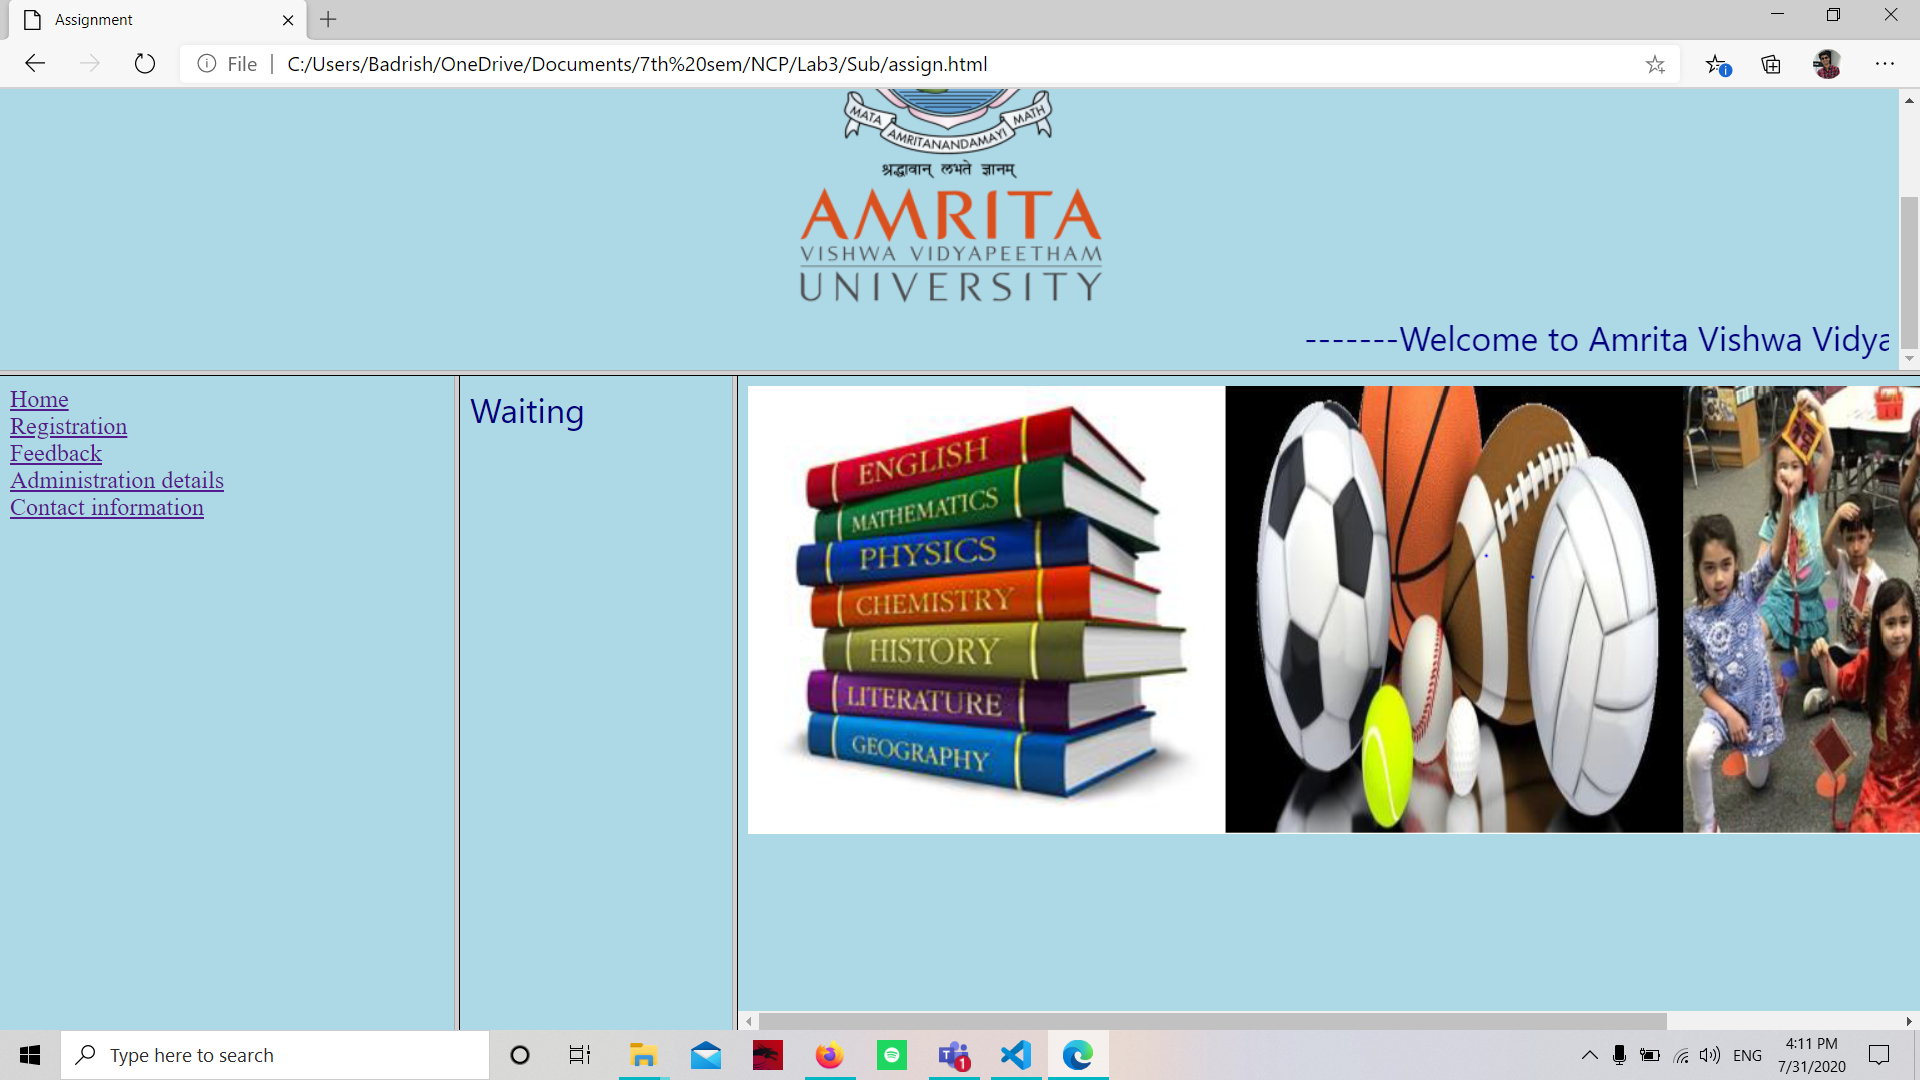 Assignment
File
C:/Users/Badrish/OneDrive/Documents/7th%20sem/NCP/Lab3/Sub/assign.html
MATA AMRITANANDAMAYI MATH
श्रद्धावान् लभते ज्ञानम्
AMRITA
VISHWA VIDYAPEETHAM
UNIVERSITY
-------Welcome to Amrita Vishwa Vidya
Home
Registration
Feedback
Administration details
Contact information
Waiting
ENGLISH
MATHEMATICS
PHYSICS
CHEMISTRY
HISTORY
LITERATURE
GEOGRAPHY
Type here to search
1
ENG
4:11 PM
7/31/2020